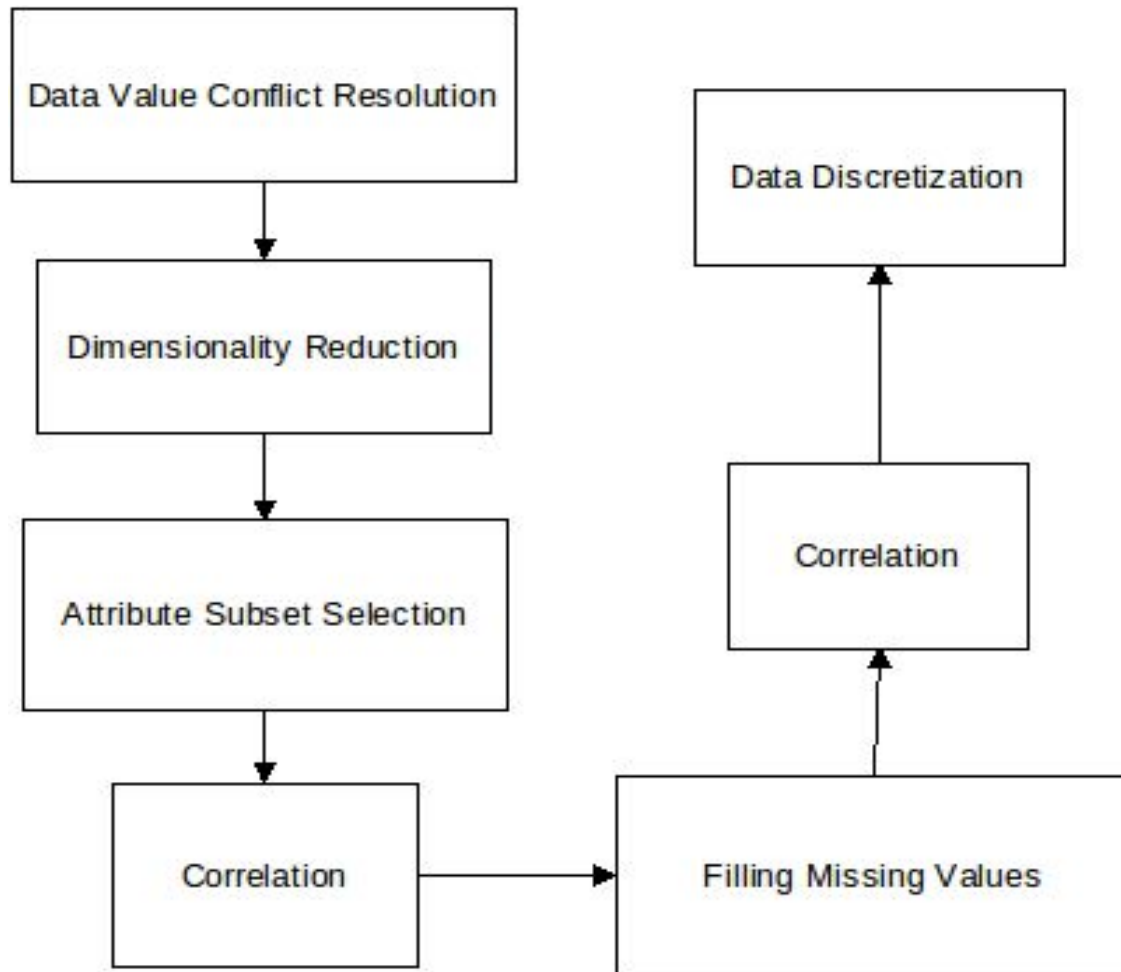 Data Value Conflict Resolution
Dimensionality Reduction
Attribute Subset Selection
Correlation
Filling Missing Values
Correlation
Data Discretization